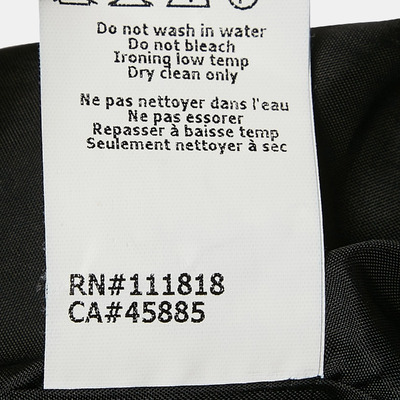 Do not wash in water
Do not bleach
Ironing low temp
Dry clean only
Ne pas nettoyer dans l'eau
Ne pas essorer
Repasser à baisse temp
Seulement nettoyer à sec
RN#111818
CA#45885